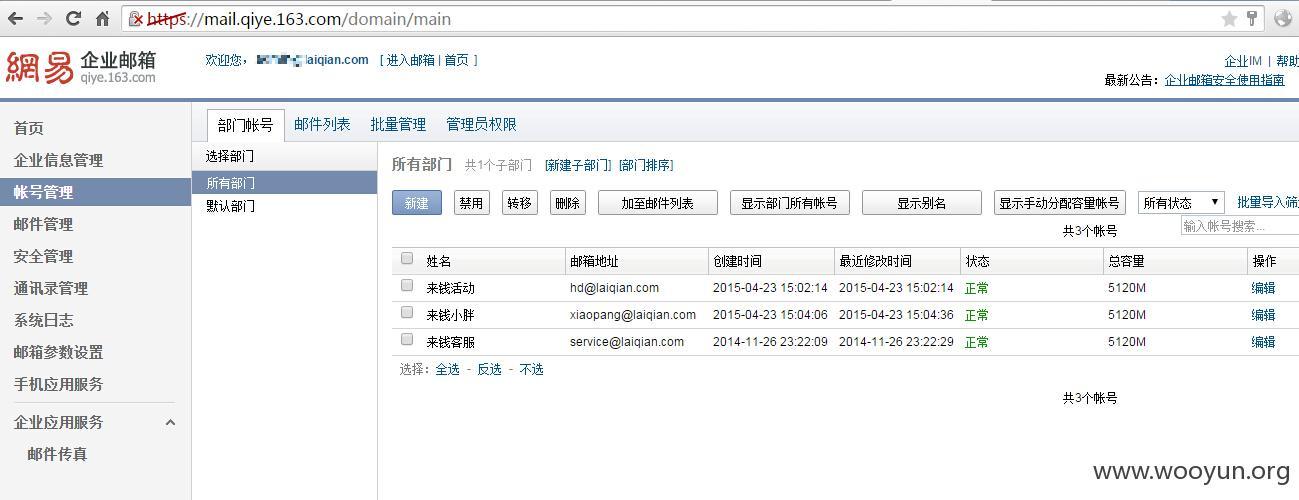 https://mail.qiye.163.com/domain/main
網易 企业邮箱
qiye.163.com
欢迎您， laiqian.com [ 进入邮箱 | 首页 ]
企业IM | 帮助
最新公告： 企业邮箱安全使用指南
首页
企业信息管理
帐号管理
邮件管理
安全管理
通讯录管理
系统日志
邮箱参数设置
手机应用服务
企业应用服务
邮件传真
部门帐号 邮件列表 批量管理 管理员权限
选择部门
所有部门
默认部门
所有部门 共1个子部门 [新建子部门] [部门排序]
新建 禁用 转移 删除 加至邮件列表 显示部门所有帐号 显示别名 显示手动分配容量帐号 所有状态 批量导入筛
共3个帐号 输入帐号搜索...
姓名 邮箱地址 创建时间 最近修改时间 状态 总容量 操作
来钱活动 hd@laiqian.com 2015-04-23 15:02:14 2015-04-23 15:02:14 正常 5120M 编辑
来钱小胖 xiaopang@laiqian.com 2015-04-23 15:04:06 2015-04-23 15:04:36 正常 5120M 编辑
来钱客服 service@laiqian.com 2014-11-26 23:22:09 2014-11-26 23:22:29 正常 5120M 编辑
选择： 全选 - 反选 - 不选
共3个帐号
www.wooyun.org